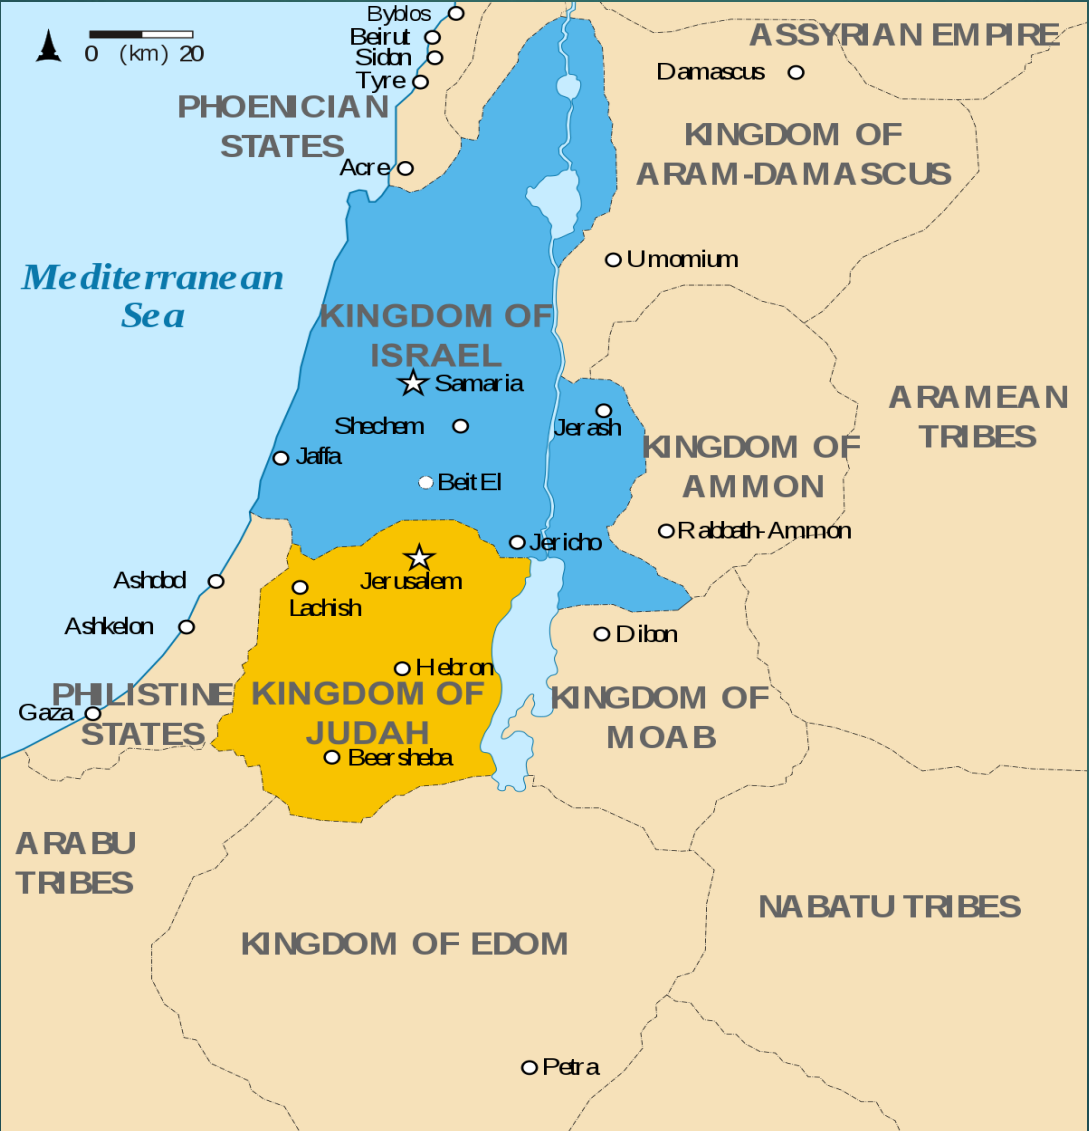 Byblos
Beirut
Sidon
Tyre
0 (km) 20
ASSYRIAN EMPIRE
Damascus
PHOENICIAN
STATES
KINGDOM OF
ARAM-DAMASCUS
Acre
Umomium
Mediterranean
Sea
KINGDOM OF
ISRAEL
Samaria
Shechem
Jerash
Jaffa
Beit El
ARAMEAN
TRIBES
KINGDOM OF
AMMON
Rabbath-Ammon
Jericho
Jerusalem
Ashdod
Lachish
Ashkelon
Dibon
Hebron
PHILISTINE
STATES
Gaza
KINGDOM OF
JUDAH
Beersheba
KINGDOM OF
MOAB
ARABU
TRIBES
NABATU TRIBES
KINGDOM OF EDOM
Petra